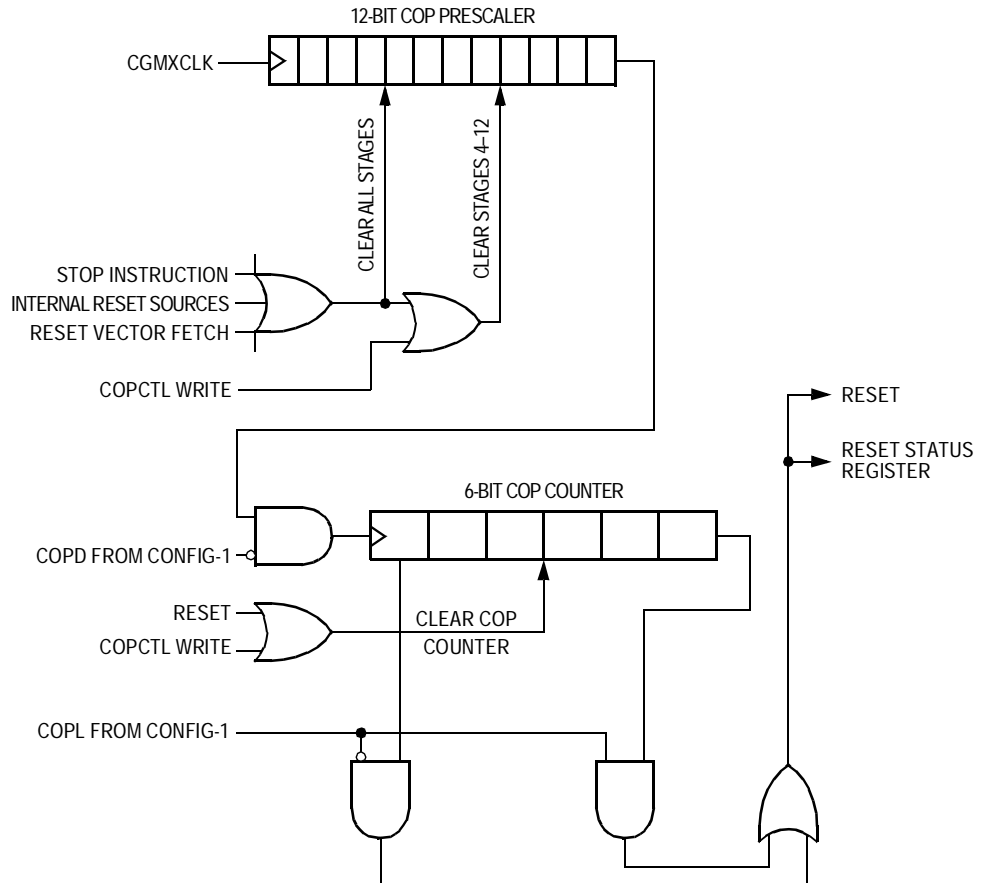 12-BIT COP PRESCALER
CGMXCLK
CLEAR ALL STAGES
CLEAR STAGES 4–12
STOP INSTRUCTION
INTERNAL RESET SOURCES
RESET VECTOR FETCH
COPCTL WRITE
RESET
RESET STATUS
REGISTER
6-BIT COP COUNTER
COPD FROM CONFIG-1
RESET
COPCTL WRITE
CLEAR COP
COUNTER
COPL FROM CONFIG-1